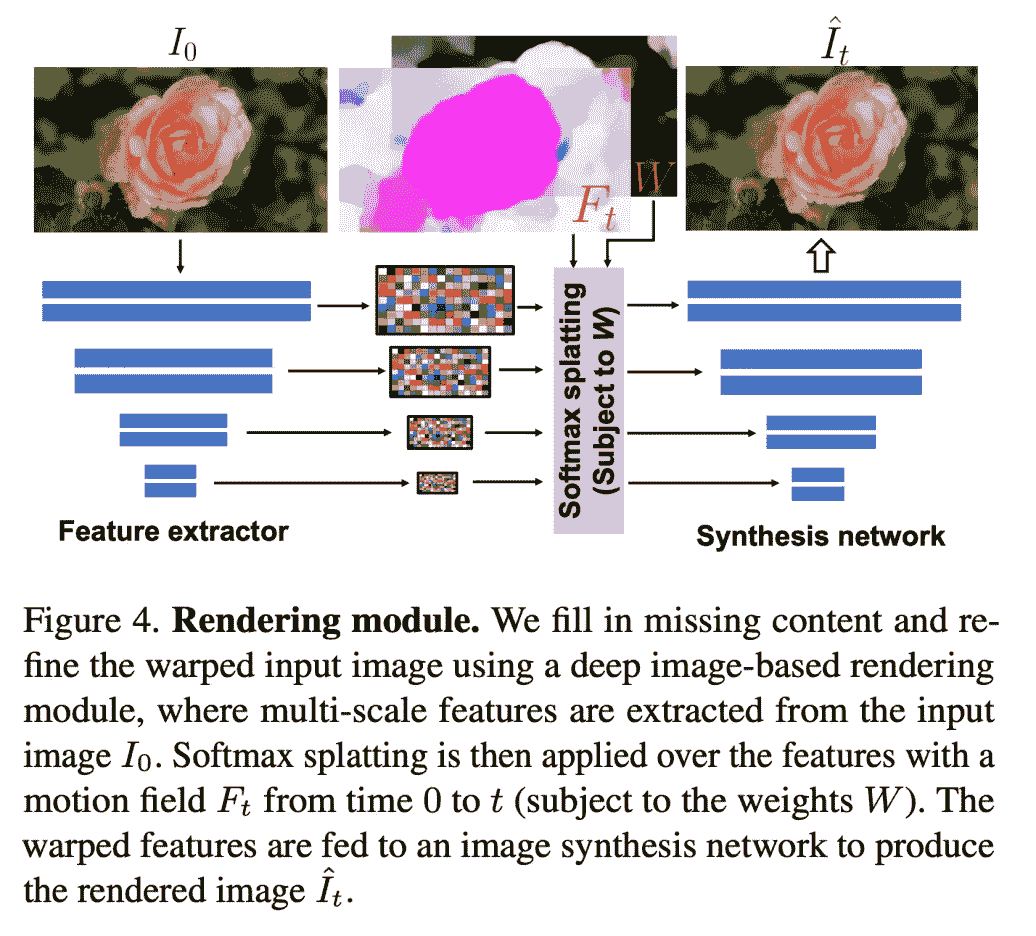 I₀
Îₜ
Fₜ
W
Softmax splatting
(Subject to W)
Feature extractor
Synthesis network
Figure 4. Rendering module. We fill in missing content and re-
fine the warped input image using a deep image-based rendering
module, where multi-scale features are extracted from the input
image I₀. Softmax splatting is then applied over the features with a
motion field Fₜ from time 0 to t (subject to the weights W). The
warped features are fed to an image synthesis network to produce
the rendered image Îₜ.